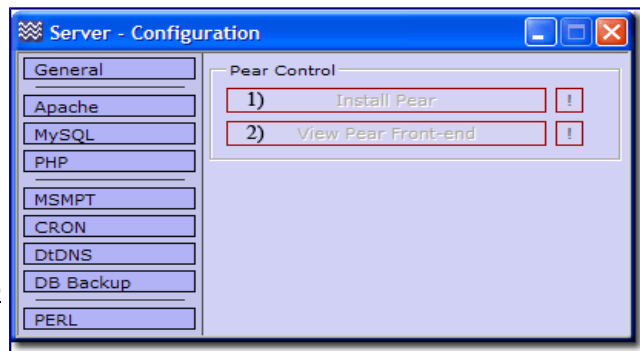 Server - Configuration
General
Apache
MySQL
PHP
MSMPT
CRON
DtDNS
DB Backup
PERL
Pear Control
1) Install Pear !
2) View Pear Front-end !